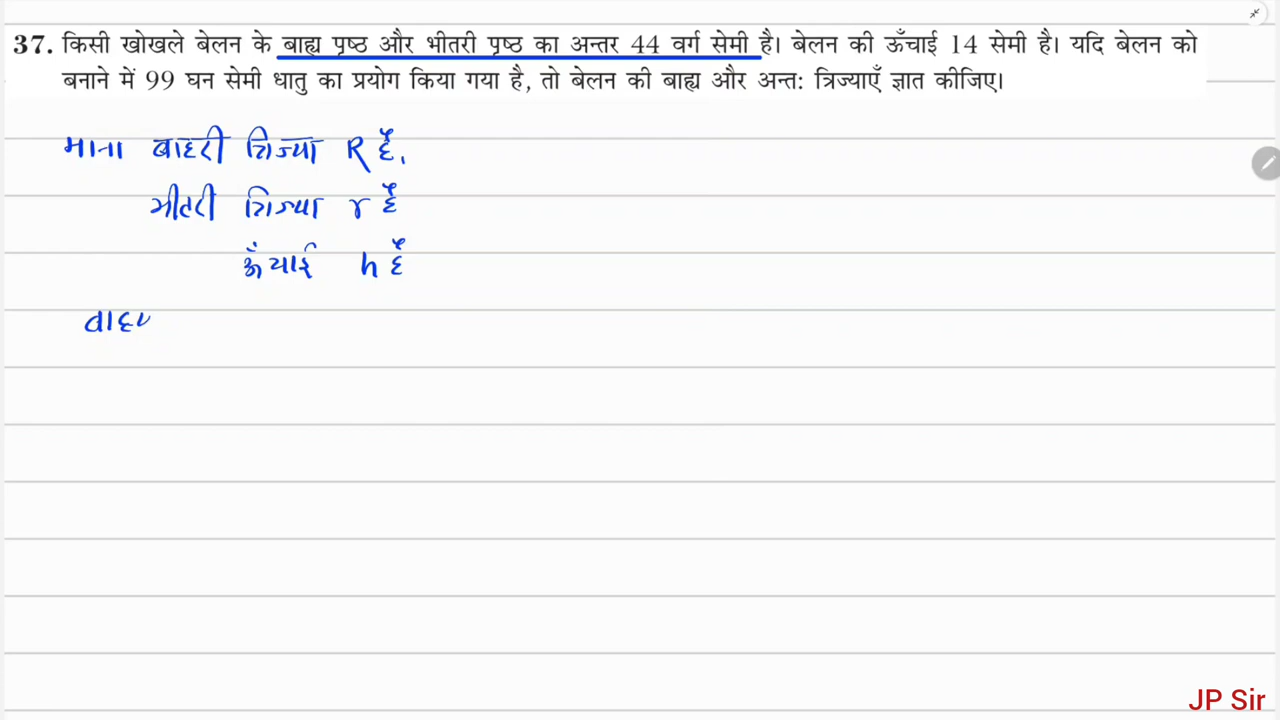 37. किसी खोखले बेलन के बाह्य पृष्ठ और भीतरी पृष्ठ का अन्तर 44 वर्ग सेमी है। बेलन की ऊँचाई 14 सेमी है। यदि बेलन को
बनाने में 99 घन सेमी धातु का प्रयोग किया गया है, तो बेलन की बाह्य और अन्त: त्रिज्याएँ ज्ञात कीजिए।
माना बाहरी त्रिज्या R है,
भीतरी त्रिज्या r है
ऊँचाई h है
JP Sir